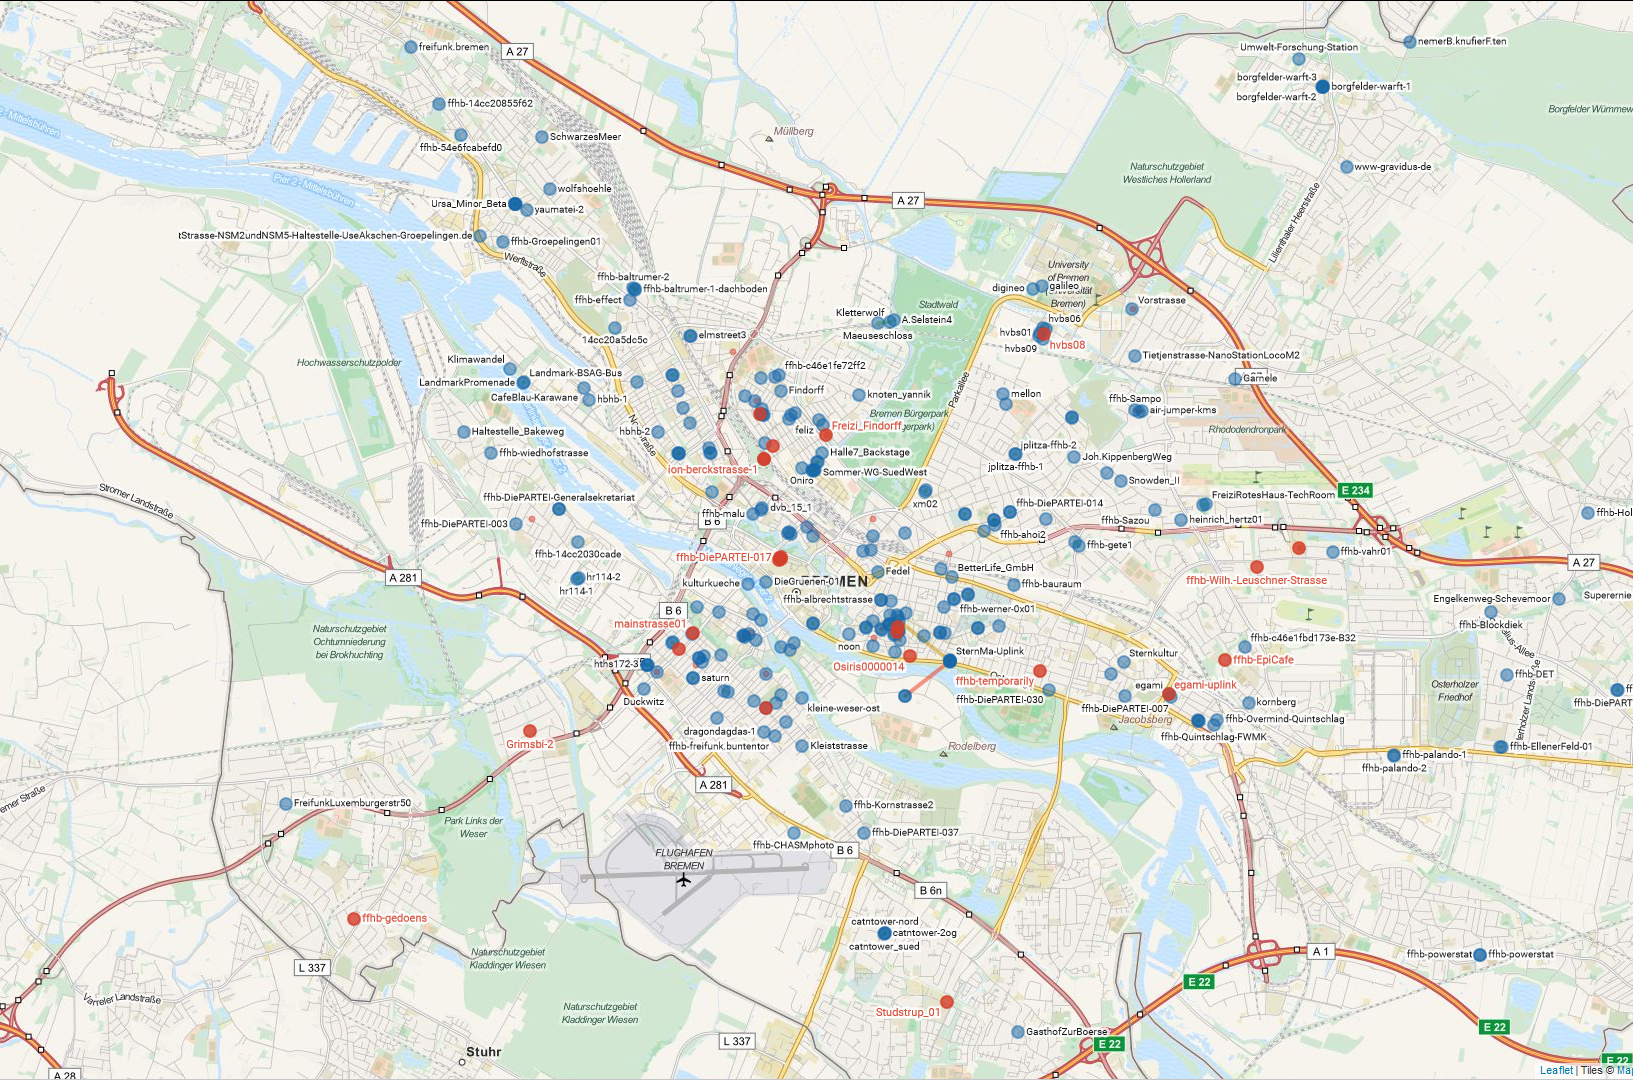 freifunk.bremen
A 27
nemerB.knufierF.ten
Umwelt-Forschung-Station
borgfelder-warft-3
borgfelder-warft-1
borgfelder-warft-2
ffhb-14cc20855f62
Borgfelder Wümmew
SchwarzesMeer
Müllberg
ffhb-54e6fcabefd0
Naturschutzgebiet
Westliches Hollerland
www-gravidus-de
Pier 2 - Mittelsbühren
wolfshoehle
Ursa_Minor_Beta
yaumatei-2
A 27
Lilienthaler Heerstraße
tStrasse-NSM2undNSM5-Haltestelle-UseAkschen-Groepelingen.de
ffhb-Groepelingen01
Werftstraße
University
of Bremen
(Universität
Bremen)
ffhb-baltrumer-2
ffhb-baltrumer-1-dachboden
ffhb-effect
digineo
galileo
Vorstrasse
Stadtwald
Kletterwolf
A.Selstein4
Maeuseschloss
hvbs06
hvbs01
hvbs09
hvbs08
14cc20a5dc5c
elmstreet3
Hochwasserschutzpolder
Klimawandel
Landmark-BSAG-Bus
LandmarkPromenade
CafeBlau-Karawane
hbhb-1
ffhb-c46e1fe72ff2
Tietjenstrasse-NanoStationLocoM2
Garnele
Findorff
knoten_yannik
Parkallee
mellon
ffhb-Sampo
air-jumper-kms
Bremen Bürgerpark
Freizi_Findorff
feliz
Rhododendronpark
Haltestelle_Bakeweg
hbhb-2
ffhb-wiedhofstrasse
Halle7_Backstage
jplitza-ffhb-2
jplitza-ffhb-1
Joh.KippenbergWeg
ion-berckstrasse-1
Sommer-WG-SuedWest
Oniro
Snowden_II
Stromer Landstraße
ffhb-DiePARTEI-Generalsekretariat
E 234
FreiziRotesHaus-TechRoom
xm02
ffhb-DiePARTEI-014
dvb_15_1
ffhb-malu
B 6
ffhb-DiePARTEI-003
ffhb-Sazou
heinrich_hertz01
ffhb-Hol
ffhb-ahoi2
ffhb-gete1
ffhb-vahr01
ffhb-14cc2030cade
ffhb-DiePARTEI-017
A 27
A 281
hr114-2
hr114-1
kulturkueche
DieGruenen-01
Fedel
BetterLife_GmbH
ffhb-bauram
ffhb-Wilh.-Leuschner-Strasse
ffhb-albrechtstrasse
ffhb-werner-0x01
Engelkenweg-Schevemoor
Superernie
B 6
mainstrasse01
ffhb-Blockdiek
Naturschutzgebiet
Ochtumniederung
bei Brokhuchting
ffhb-c46e1fbd173e-B32
noon
SternMa-Uplink
Sternkultur
ffhb-EpiCafe
hths172-3
Osiris0000014
saturn
ffhb-temporarily
egami
egami-uplink
ffhb-DET
Osterholzer
Friedhof
Duckwitz
ffhb-DiePARTEI-030
ffhb-DiePARTEI-007
kornberg
kleine-weser-ost
Jacobsberg
ffhb-Overmind-Quintschlag
ffhb-Quintschlag-FWMK
dragondagdas-1
ffhb-freifunk.buntentor
Kleiststrasse
Rodelberg
Grimsbi-2
ffhb-EllenerFeld-01
ffhb-palando-1
ffhb-palando-2
A 281
FreifunkLuxemburgerstr50
ffhb-Kornstrasse2
Park Links der
Weser
ffhb-DiePARTEI-037
ffhb-CHASMphoto
B 6
FLUGHAFEN
BREMEN
B 6n
ffhb-gedoens
catntower-nord
catntower-2og
catntower_sued
Naturschutzgebiet
Kladdinger Wiesen
A 1
ffhb-powerstat
ffhb-powerstat
L 337
E 22
Varreler Landstraße
Studstrup_01
Naturschutzgebiet
Kladdinger Wiesen
GasthofZurBoerse
E 22
L 337
E 22
Stuhr
E 22
A 28
Leaflet | Tiles © Map